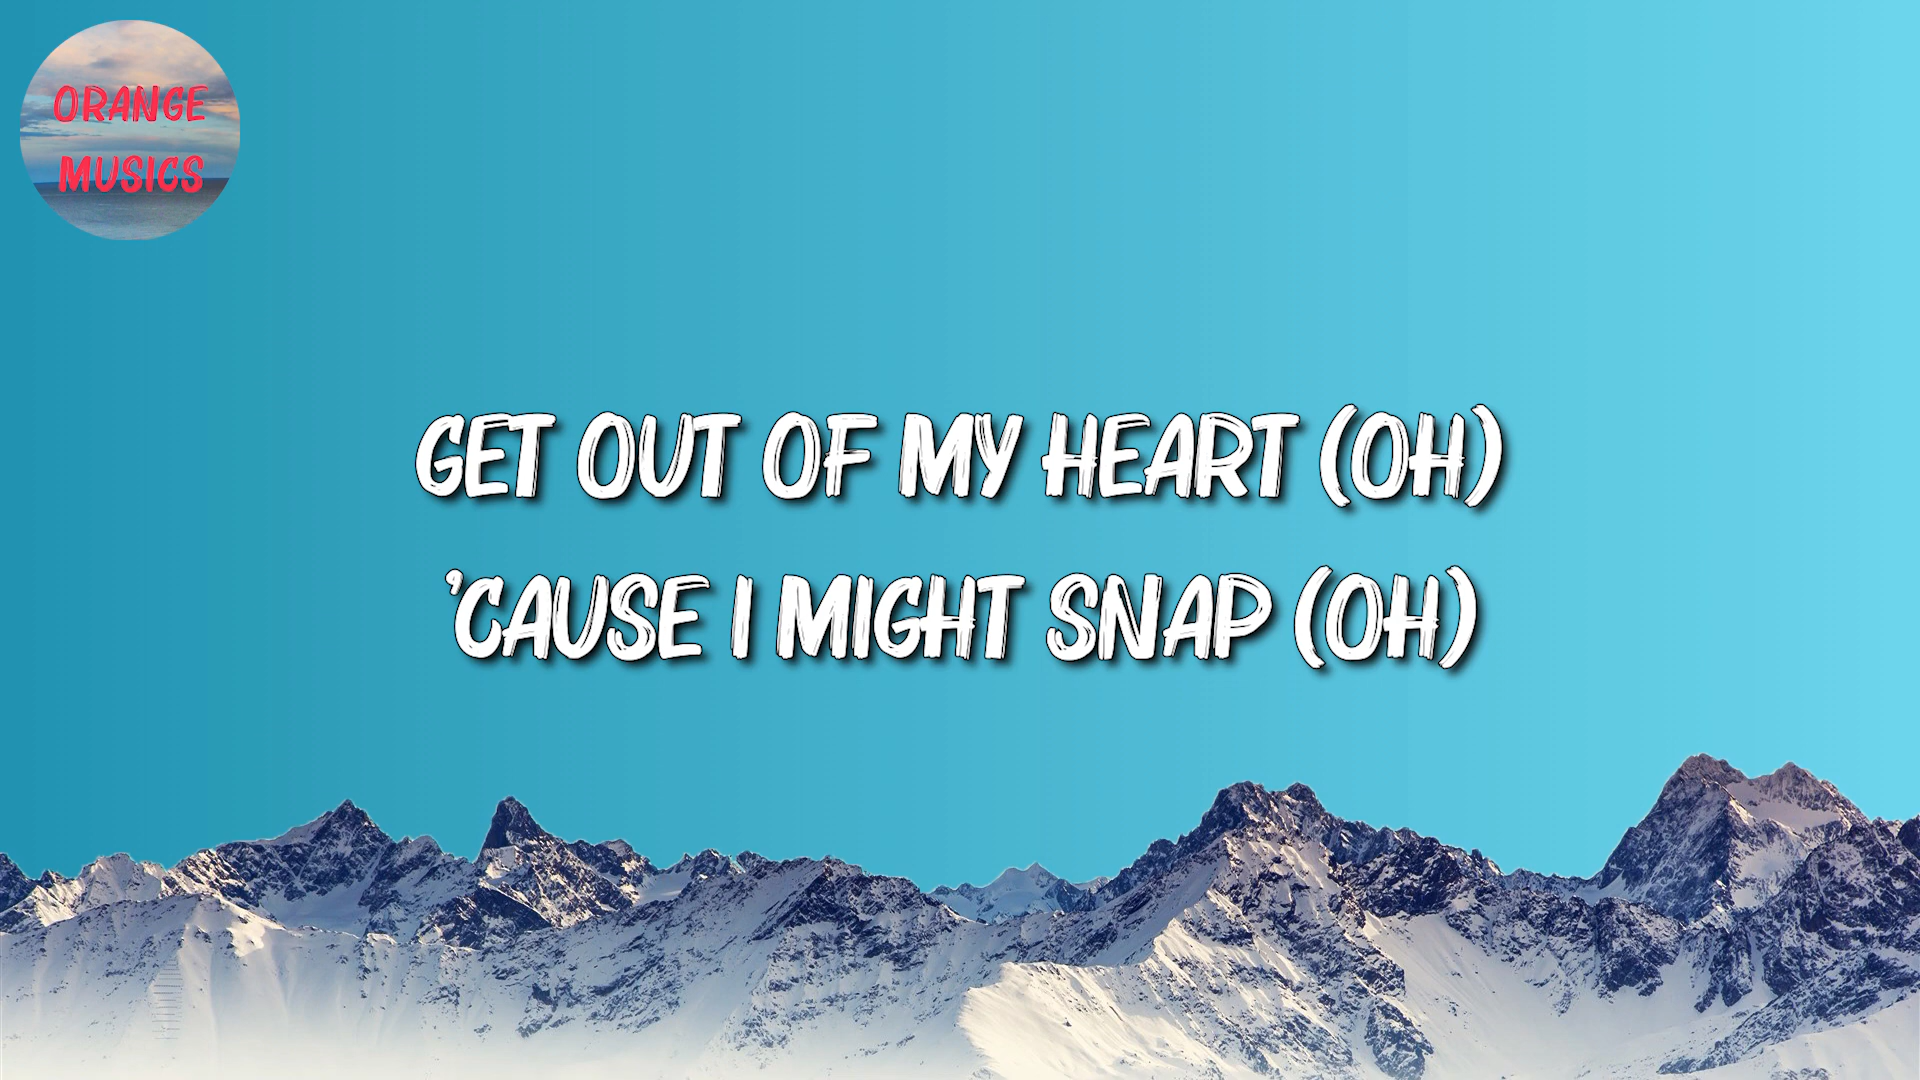 ORANGE
MUSICS
GET OUT OF MY HEART (OH)
'CAUSE I MIGHT SNAP (OH)